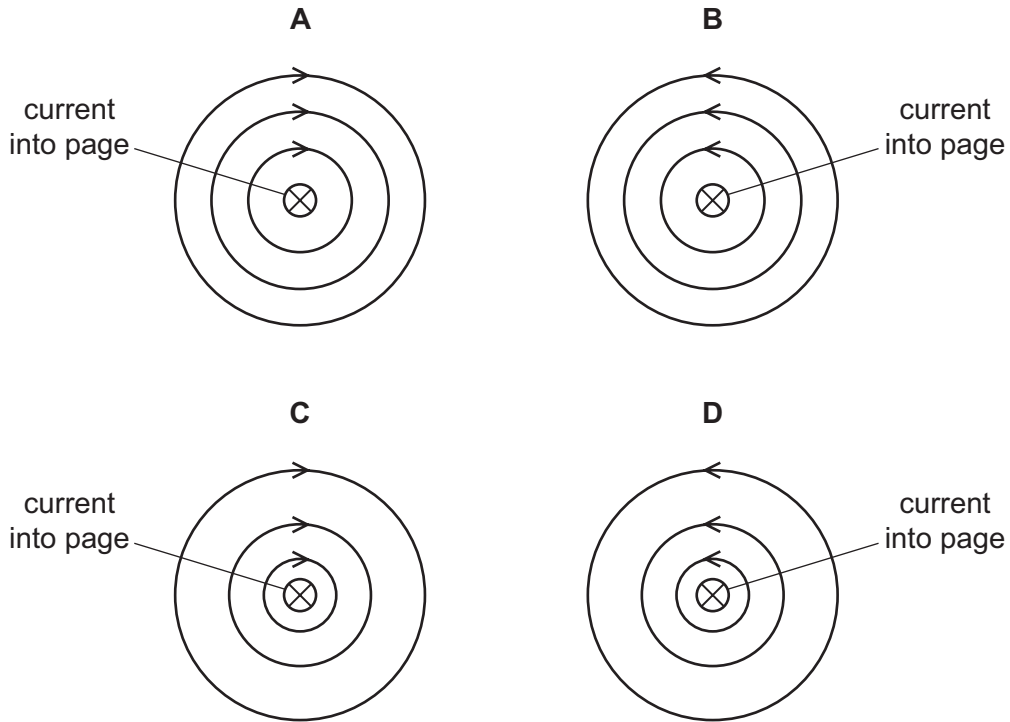 A
current
into page
B
current
into page
C
current
into page
D
current
into page